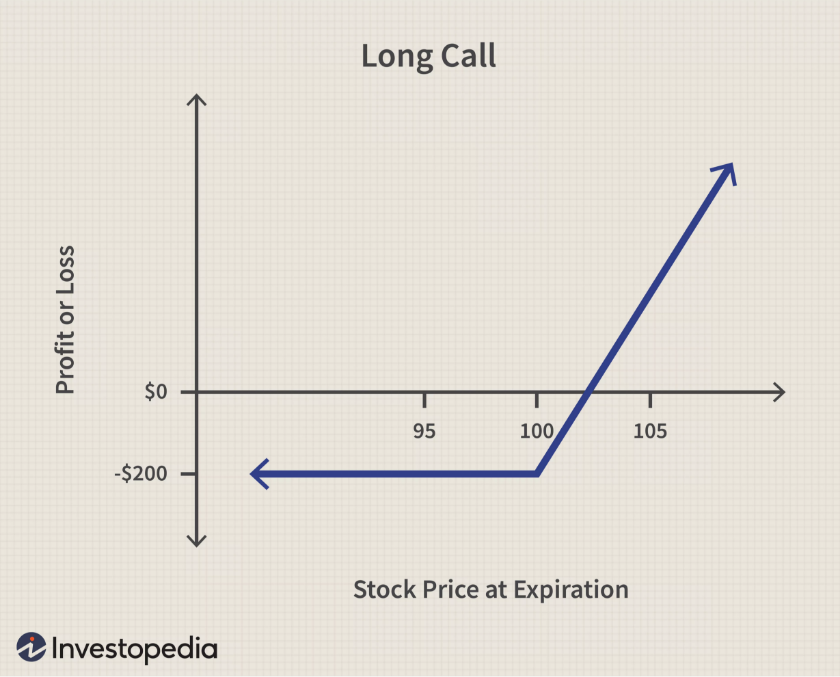 Long Call
Profit or Loss
$0
95
100
105
-$200
Stock Price at Expiration
Investopedia